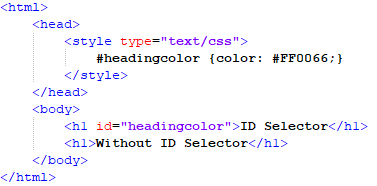 <html>
<head>
<style type="text/css">
#headingcolor {color: #FF0066;}
</style>
</head>
<body>
<h1 id="headingcolor">ID Selector</h1>
<h1>Without ID Selector</h1>
</body>
</html>